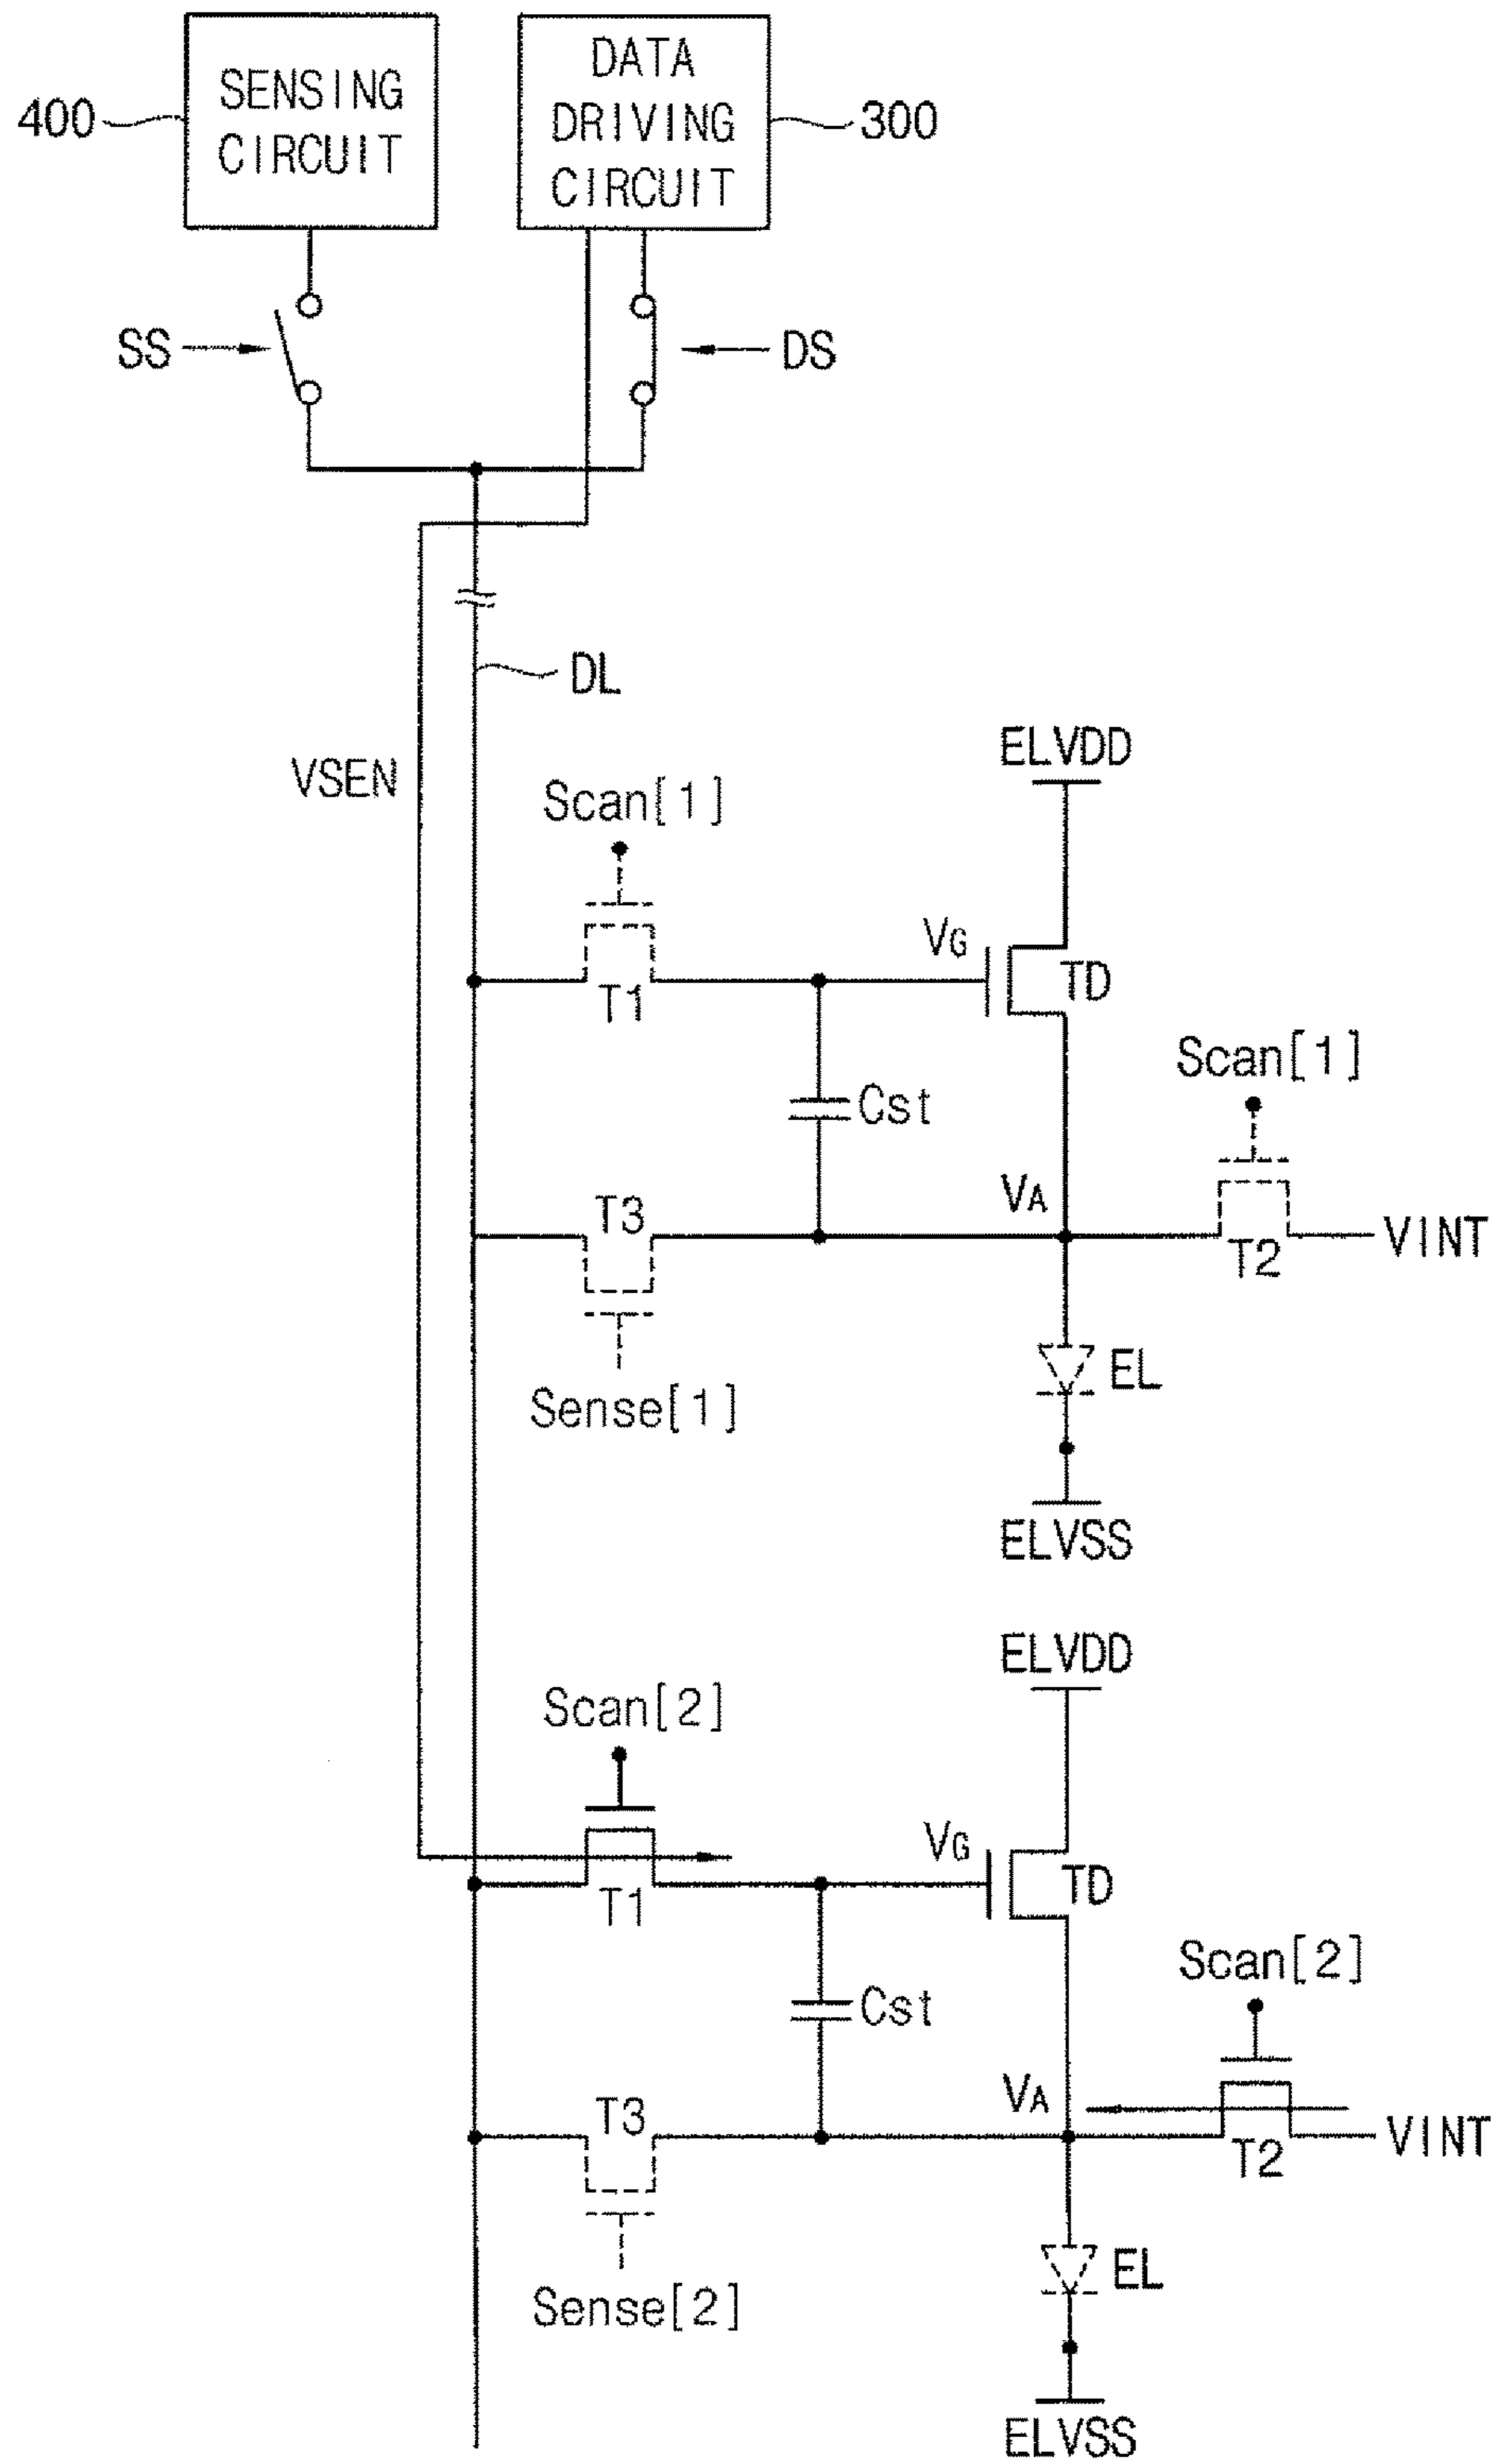 SENSING
CIRCUIT
400
DATA
DRIVING
CIRCUIT
300
SS
DS
DL
VSEN
ELVDD
Scan[1]
VG
TD
T1
Scan[1]
Cst
VA
T3
T2
VINT
EL
Sense[1]
ELVSS
ELVDD
Scan[2]
VG
TD
T1
Scan[2]
Cst
VA
T3
T2
VINT
EL
Sense[2]
ELVSS